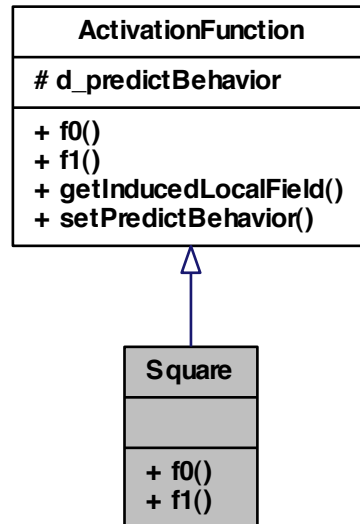 ActivationFunction
# d_predictBehavior
+ f0()
+ f1()
+ getInducedLocalField()
+ setPredictBehavior()
Square
+ f0()
+ f1()